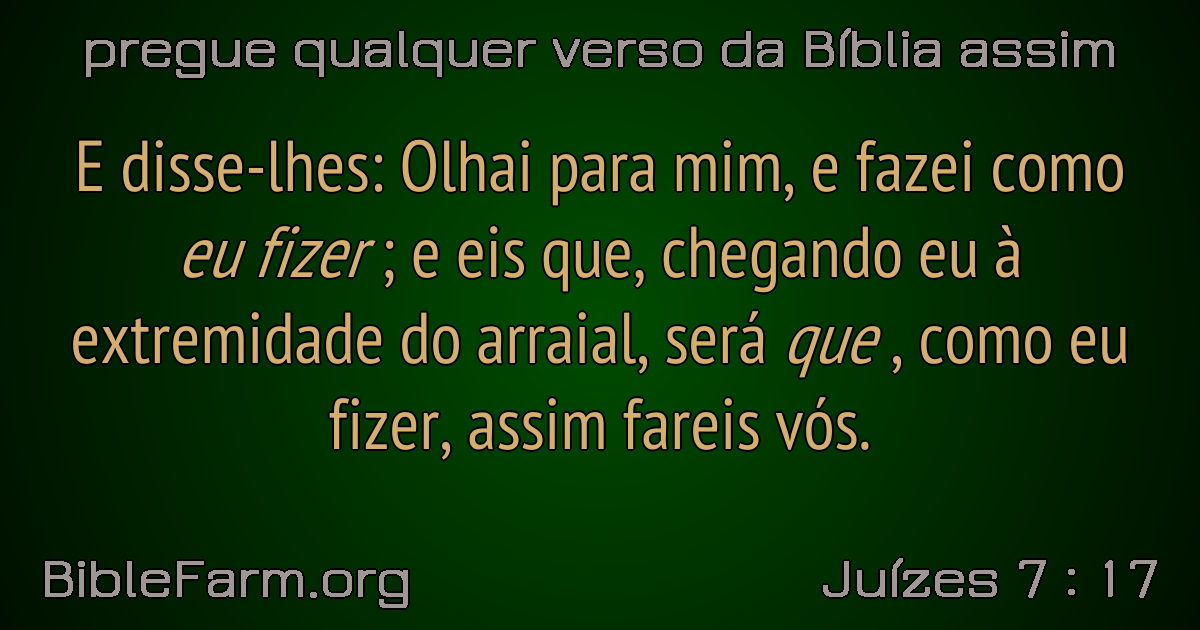 pregue qualquer verso da Bíblia assim
E disse-lhes: Olhai para mim, e fazei como
eu fizer ; e eis que, chegando eu à
extremidade do arraial, será que , como eu
fizer, assim fareis vós.
BibleFarm.org
Juízes 7 : 17